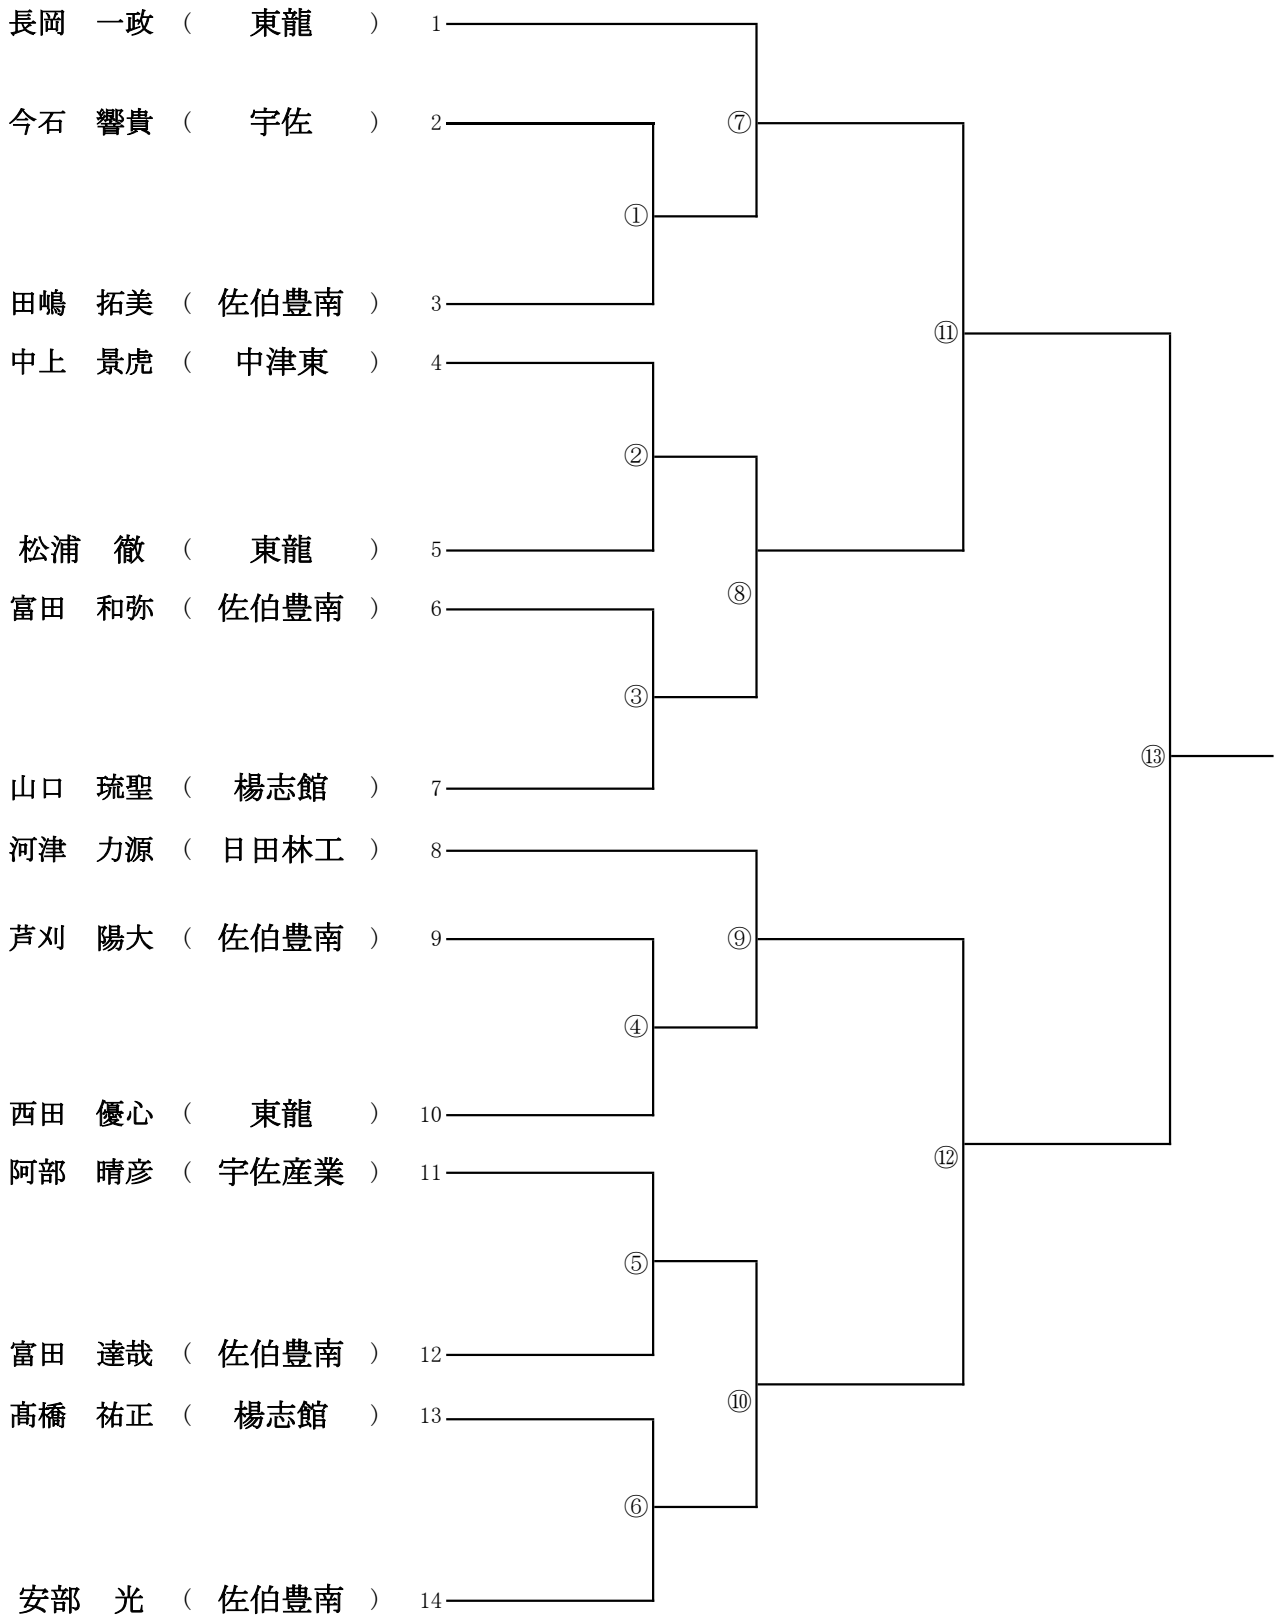 長岡　一政 （ 東龍 ） 1
今石　響貴 （ 宇佐 ） 2
⑦
①
田嶋　拓美 （ 佐伯豊南 ） 3
⑪
中上　景虎 （ 中津東 ） 4
②
松浦　徹 （ 東龍 ） 5
⑧
富田　和弥 （ 佐伯豊南 ） 6
③
⑬
山口　琉聖 （ 楊志館 ） 7
河津　力源 （ 日田林工 ） 8
芦刈　陽大 （ 佐伯豊南 ） 9
⑨
④
西田　優心 （ 東龍 ） 10
⑫
阿部　晴彦 （ 宇佐産業 ） 11
⑤
富田　達哉 （ 佐伯豊南 ） 12
⑩
髙橋　祐正 （ 楊志館 ） 13
⑥
安部　光 （ 佐伯豊南 ） 14